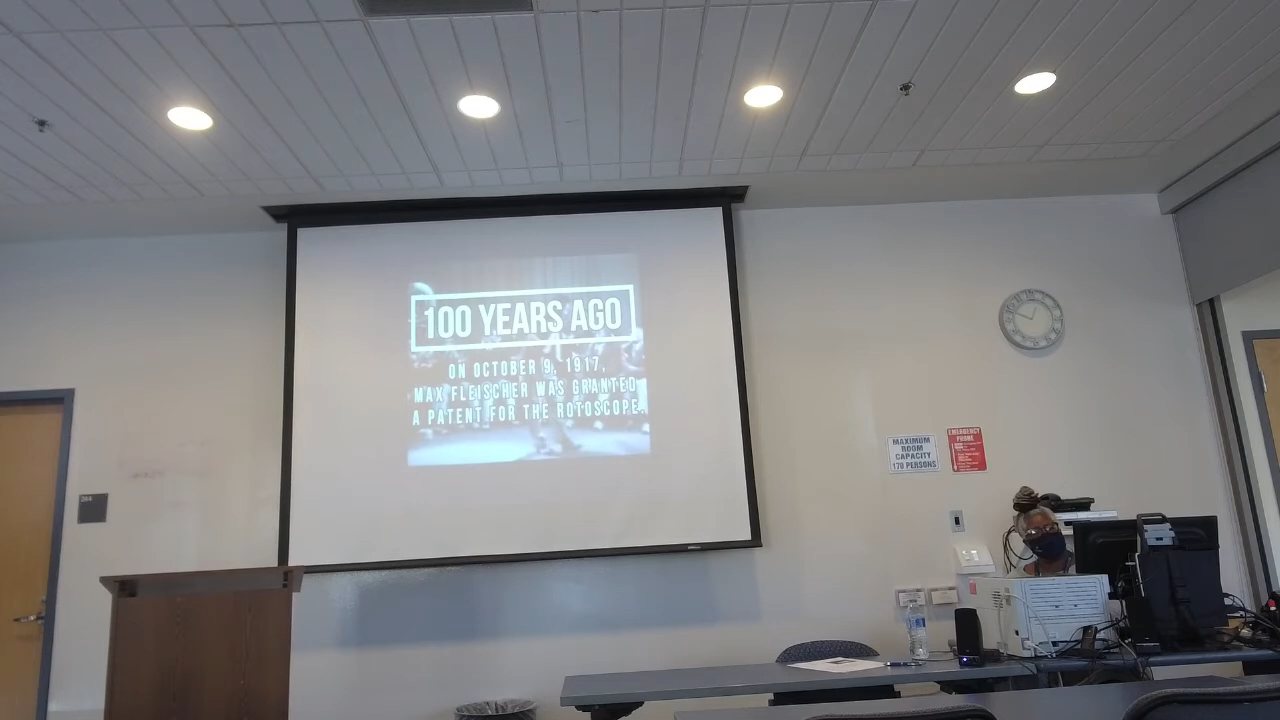 100 YEARS AGO
ON OCTOBER 9, 1917,
MAX FLEISCHER WAS GRANTED
A PATENT FOR THE ROTOSCOPE.
MAXIMUM
ROOM
CAPACITY
170 PERSONS
EMERGENCY
PHONE
264